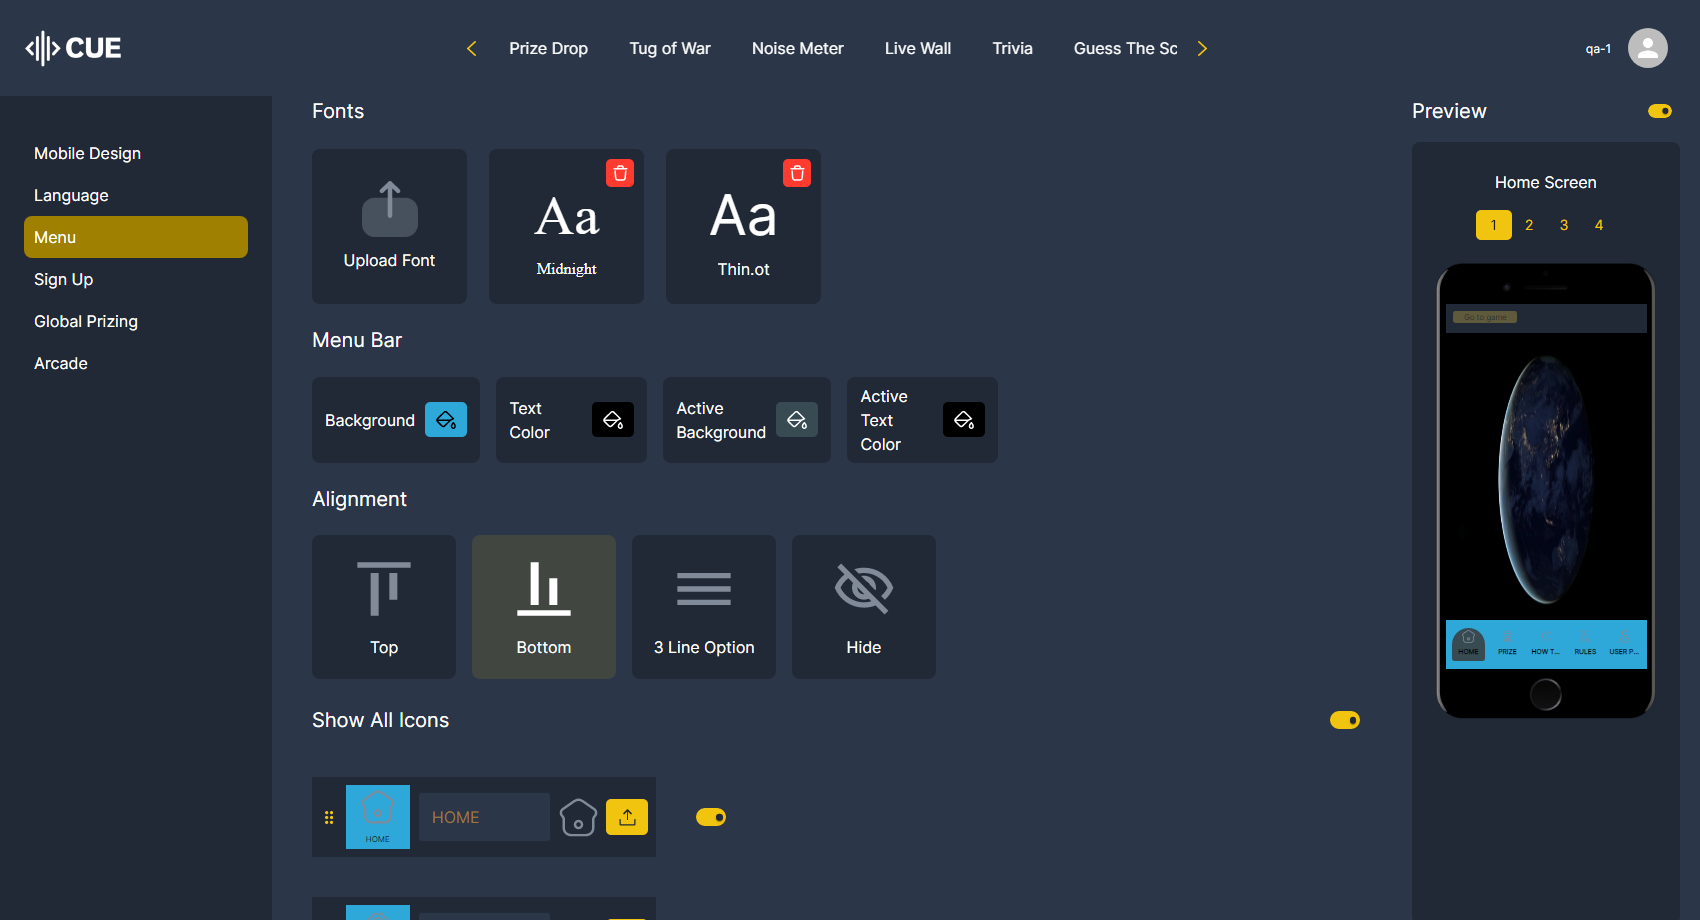 CUE
Prize Drop
Tug of War
Noise Meter
Live Wall
Trivia
Guess The Sc
qa-1
Mobile Design
Language
Menu
Sign Up
Global Prizing
Arcade
Fonts
Upload Font
Aa
Midnight
Aa
Thin.ot
Menu Bar
Background
Text
Color
Active
Background
Active
Text
Color
Alignment
Top
Bottom
3 Line Option
Hide
Show All Icons
HOME
HOME
Preview
Home Screen
1 2 3 4
Go to game
HOME
PRIZE
HOW T...
RULES
USER P...